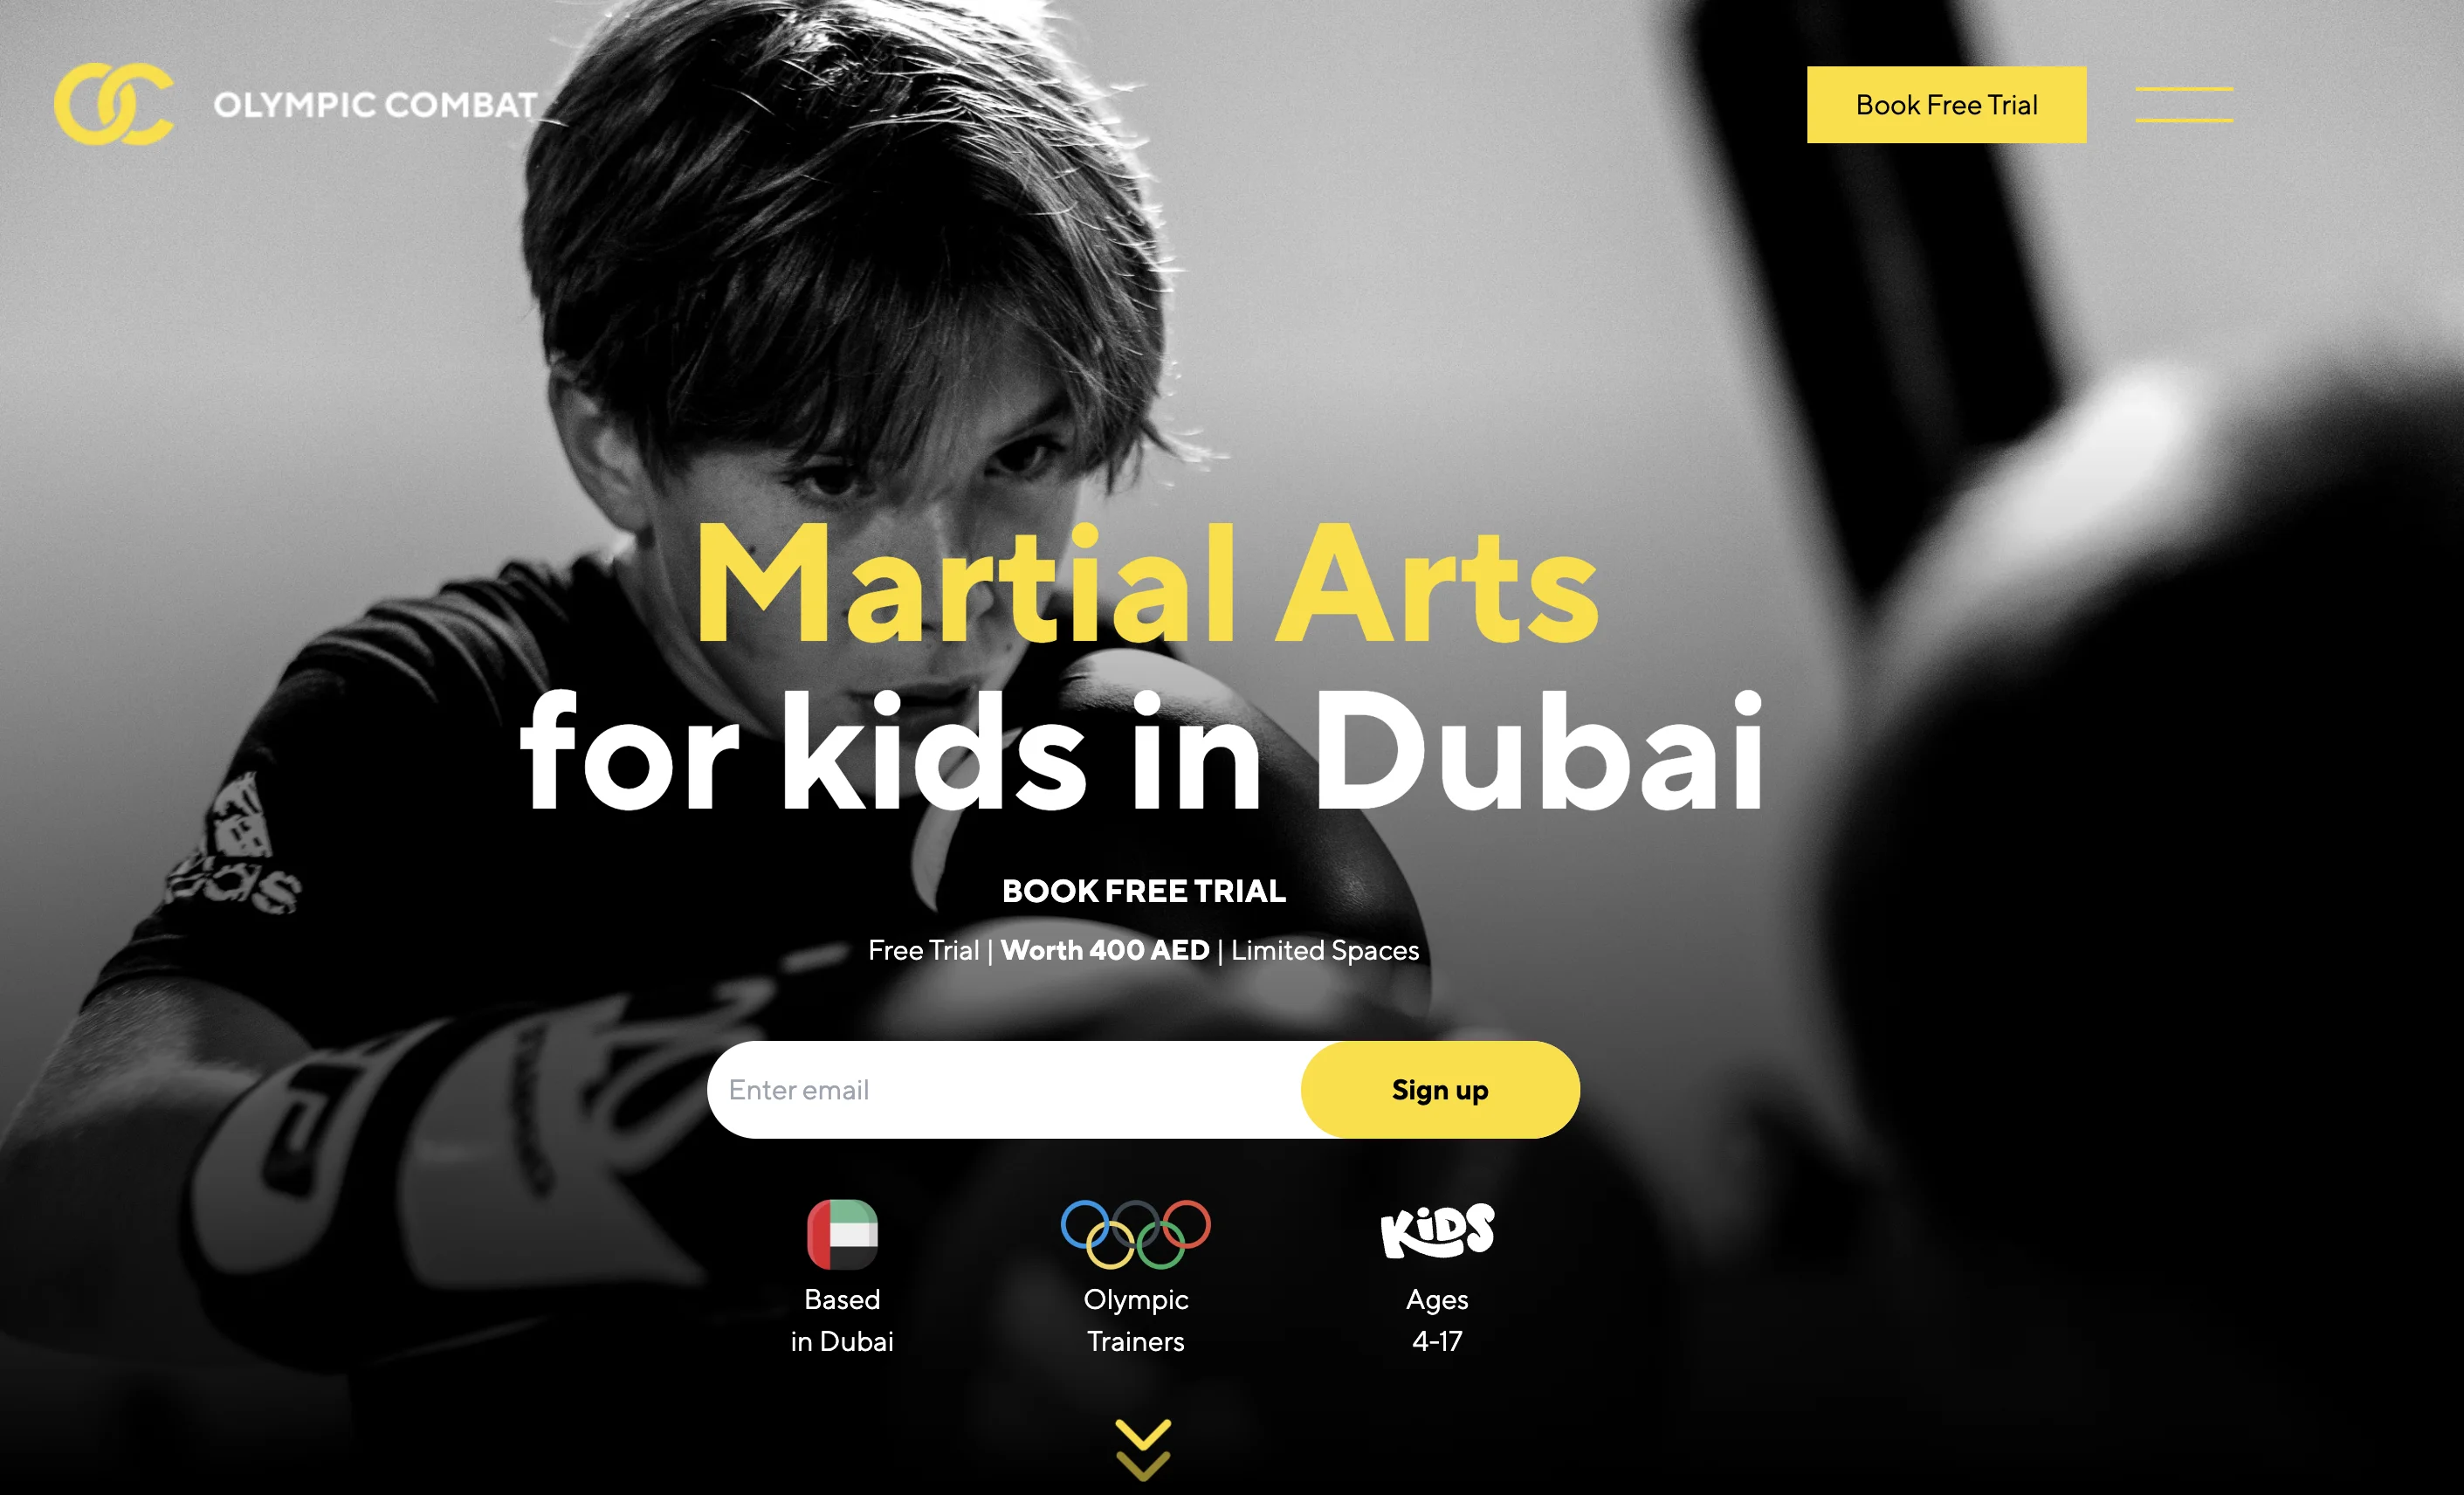 OLYMPIC COMBAT
Book Free Trial
Martial Arts
for kids in Dubai
BOOK FREE TRIAL
Free Trial | Worth 400 AED | Limited Spaces
Enter email
Sign up
KiDS
Based
in Dubai
Olympic
Trainers
Ages
4-17